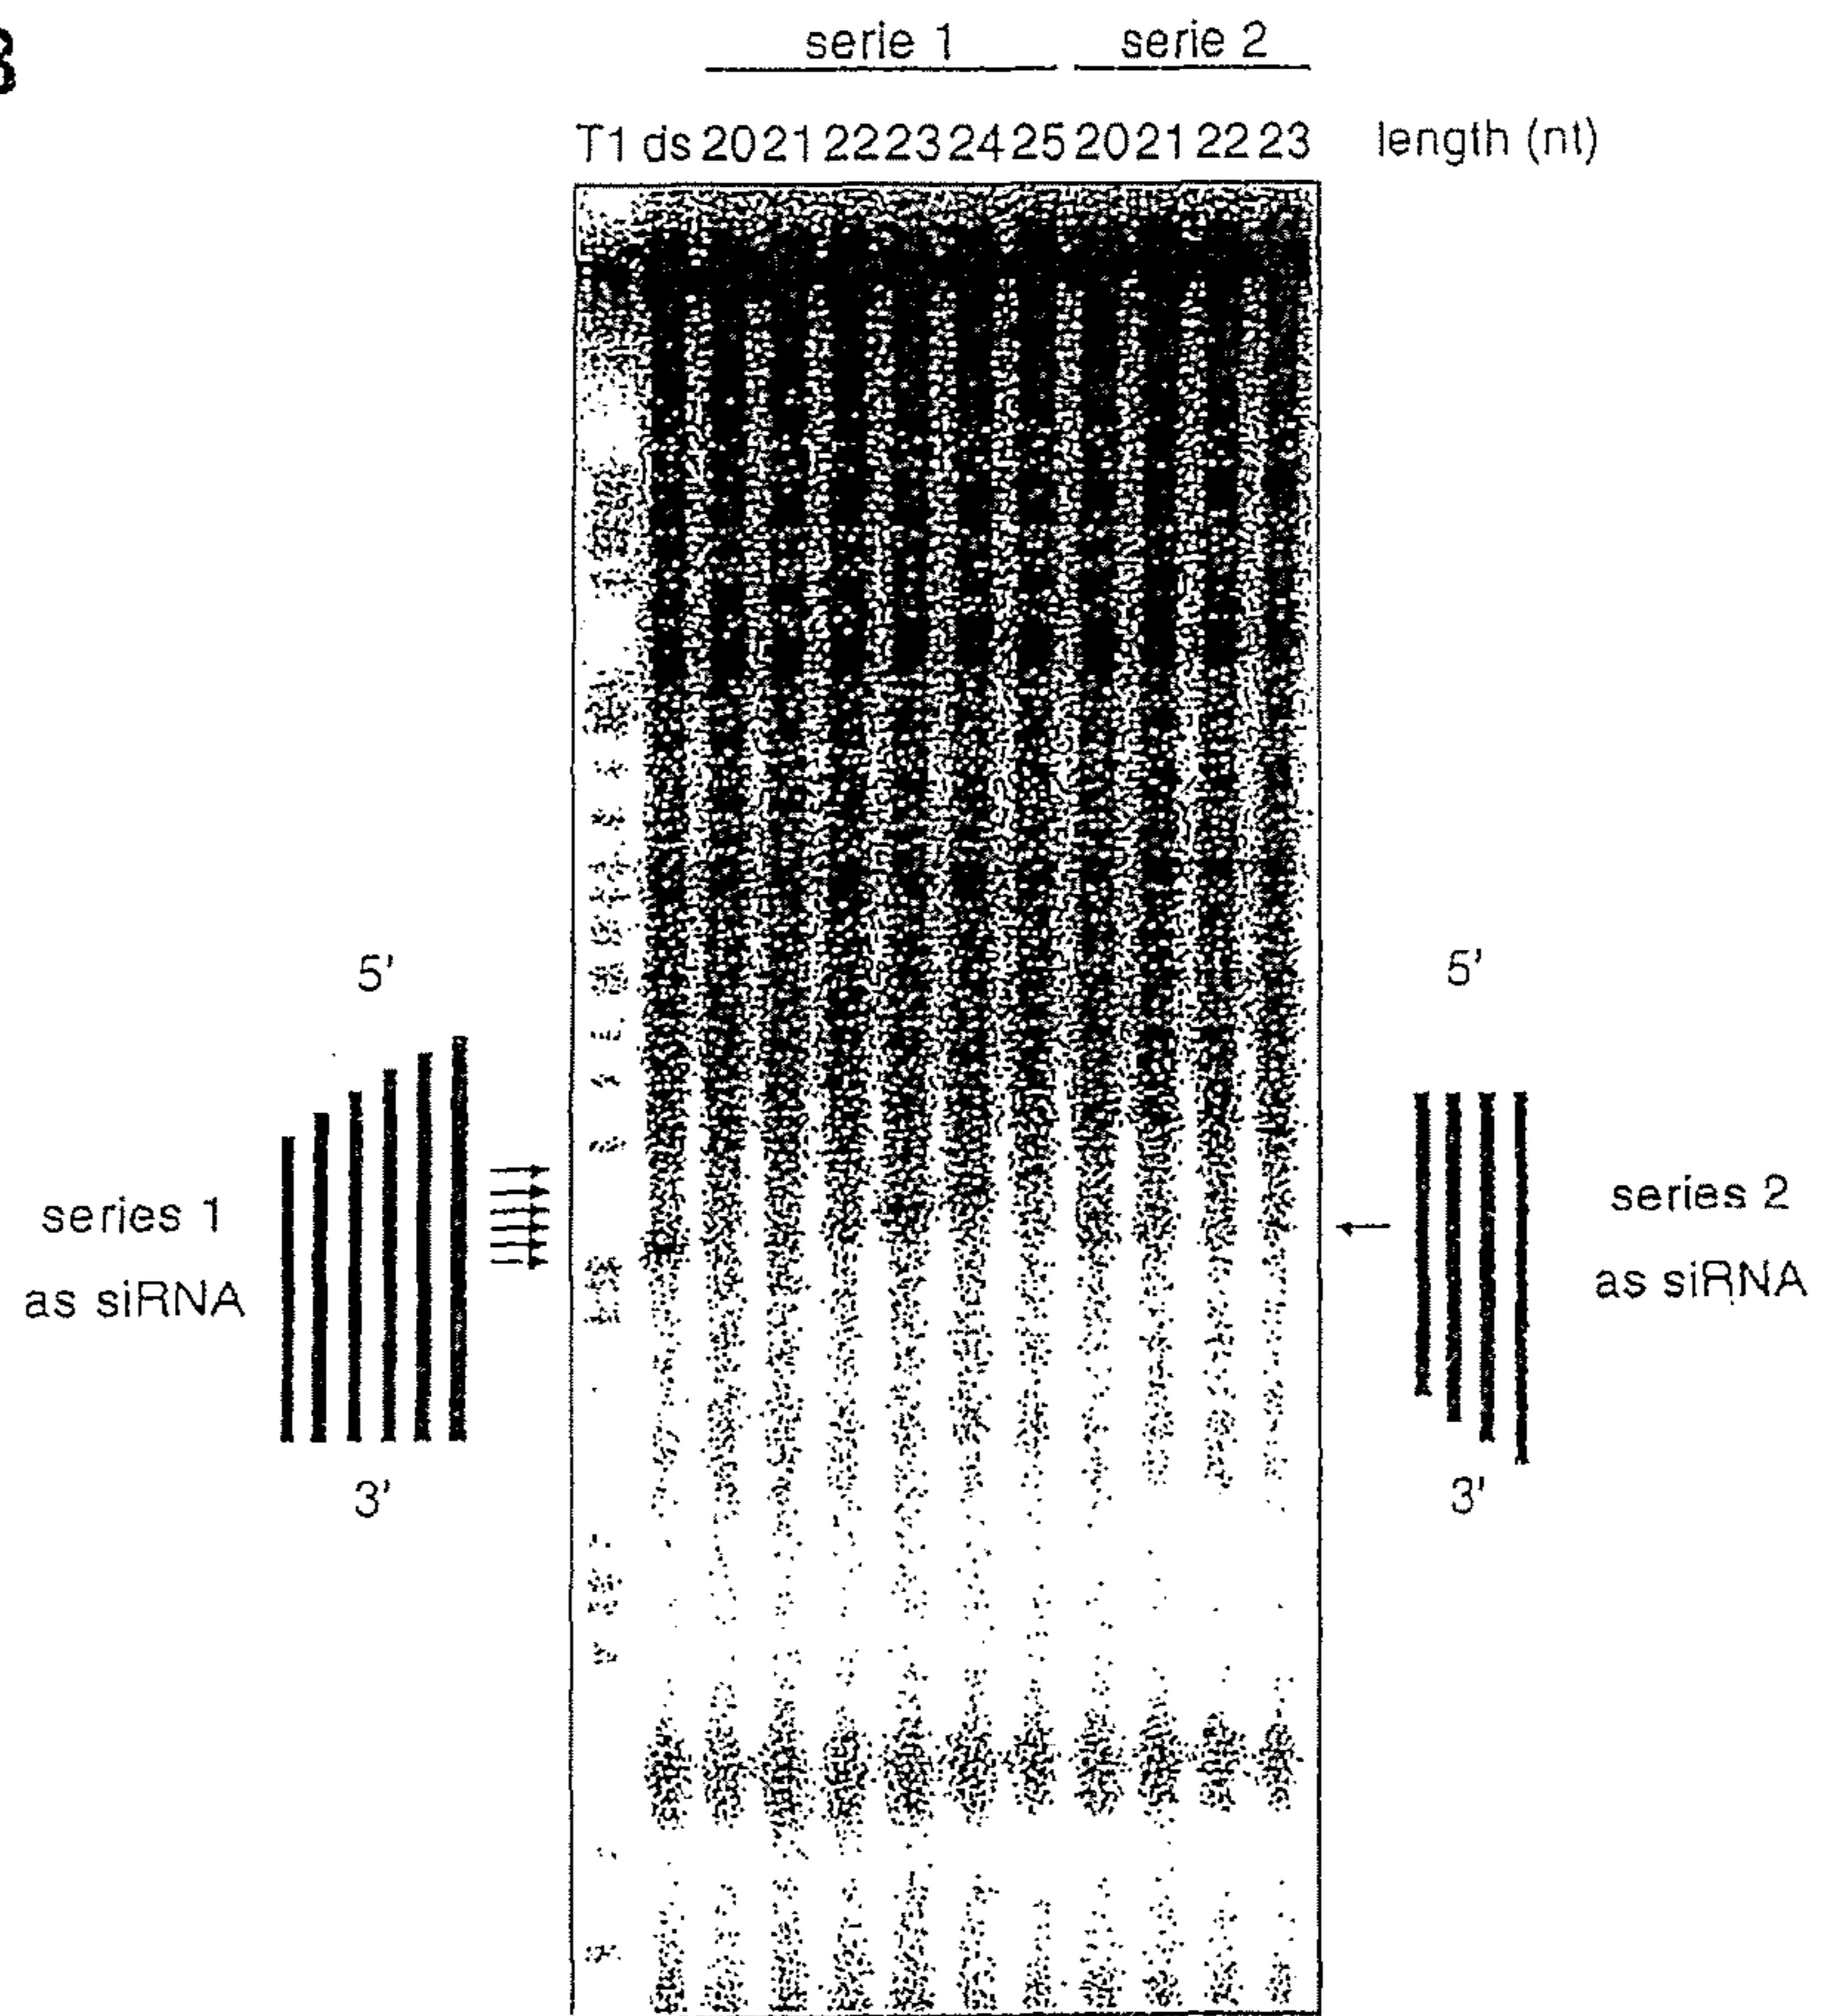 B
serie 1 serie 2
T1 ds 20 21 22 23 24 25 20 21 22 23 length (nt)
5'
5'
series 1
as siRNA
series 2
as siRNA
3'
3'